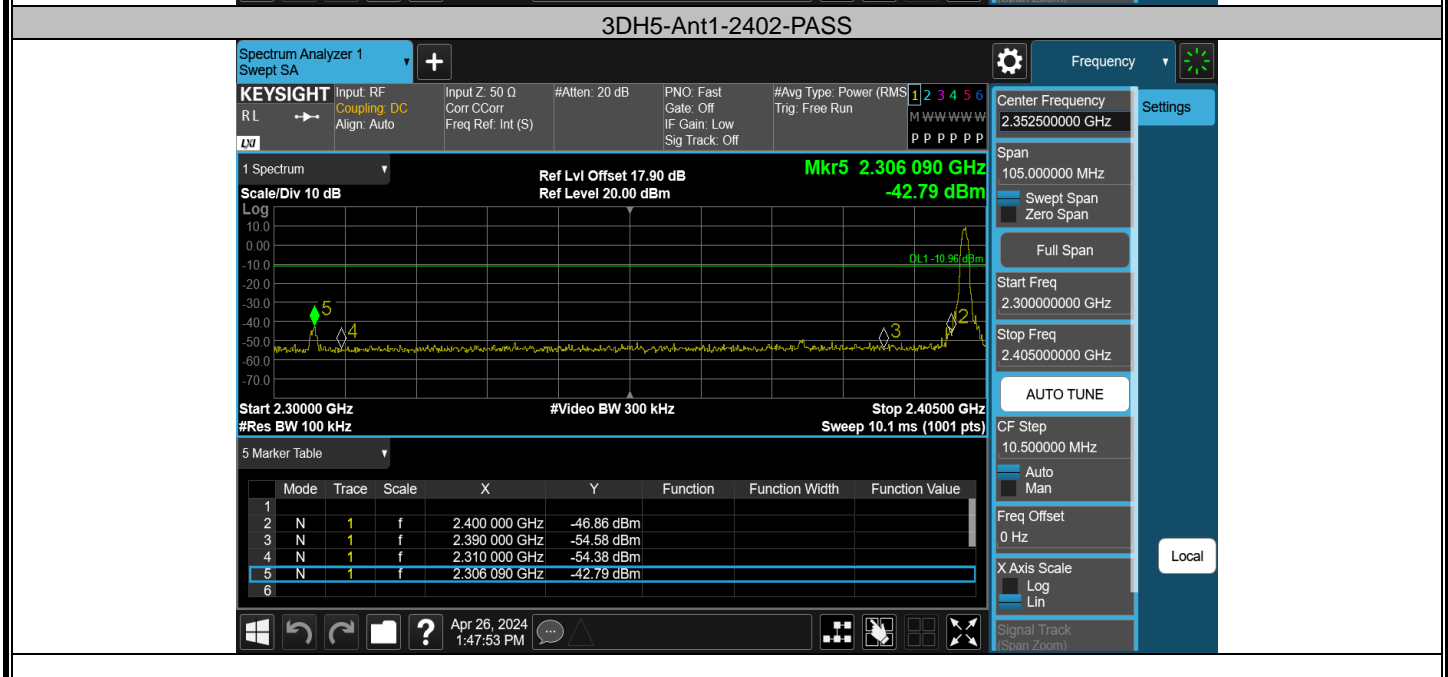 3DH5-Ant1-2402-PASS
Spectrum Analyzer 1
Swept SA
+
Frequency
KEYSIGHT
RL
LXI
Input: RF
Coupling: DC
Align: Auto
Input Z: 50 Ω
Corr CCorr
Freq Ref: Int (S)
#Atten: 20 dB
PNO: Fast
Gate: Off
IF Gain: Low
Sig Track: Off
#Avg Type: Power (RMS
Trig: Free Run
1 2 3 4 5 6
M W W W W W
P P P P P P
1 Spectrum
Scale/Div 10 dB
Ref Lvl Offset 17.90 dB
Ref Level 20.00 dBm
Mkr5 2.306 090 GHz
-42.79 dBm
Log
10.0
0.00
-10.0
-20.0
-30.0
-40.0
-50.0
-60.0
-70.0
DL1 -10.96 dBm
5
4
3
2
Start 2.30000 GHz
#Res BW 100 kHz
#Video BW 300 kHz
Stop 2.40500 GHz
Sweep 10.1 ms (1001 pts)
5 Marker Table
Mode Trace Scale X Y Function Function Width Function Value
1
2 N 1 f 2.400 000 GHz -46.86 dBm
3 N 1 f 2.390 000 GHz -54.58 dBm
4 N 1 f 2.310 000 GHz -54.38 dBm
5 N 1 f 2.306 090 GHz -42.79 dBm
6
?
Apr 26, 2024
1:47:53 PM
Center Frequency
2.352500000 GHz
Settings
Span
105.000000 MHz
Swept Span
Zero Span
Full Span
Start Freq
2.300000000 GHz
Stop Freq
2.405000000 GHz
AUTO TUNE
CF Step
10.500000 MHz
Auto
Man
Freq Offset
0 Hz
X Axis Scale
Log
Lin
Local
Signal Track
(Span Zoom)